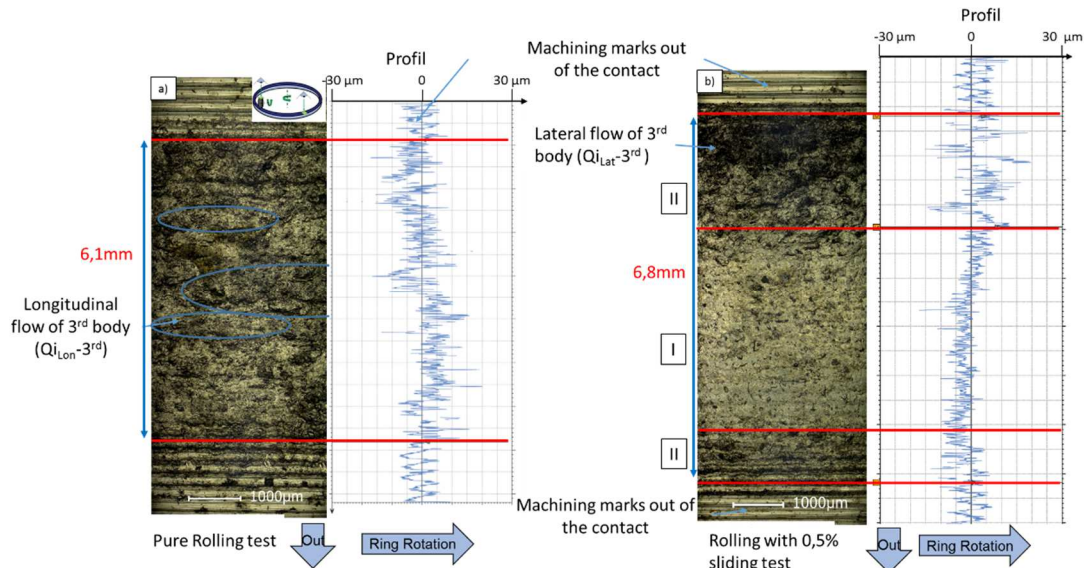 a)
Profil
-30 µm
0
30 µm
6,1mm
Longitudinal
flow of 3rd body
(QiLon-3rd)
1000µm
Pure Rolling test
Out
Ring Rotation
Machining marks out
of the contact
Lateral flow of 3rd
body (QiLat-3rd )
Machining marks out of
the contact
b)
Profil
-30 µm
0
30 µm
II
6,8mm
I
II
1000µm
Rolling with 0,5%
sliding test
Out
Ring Rotation